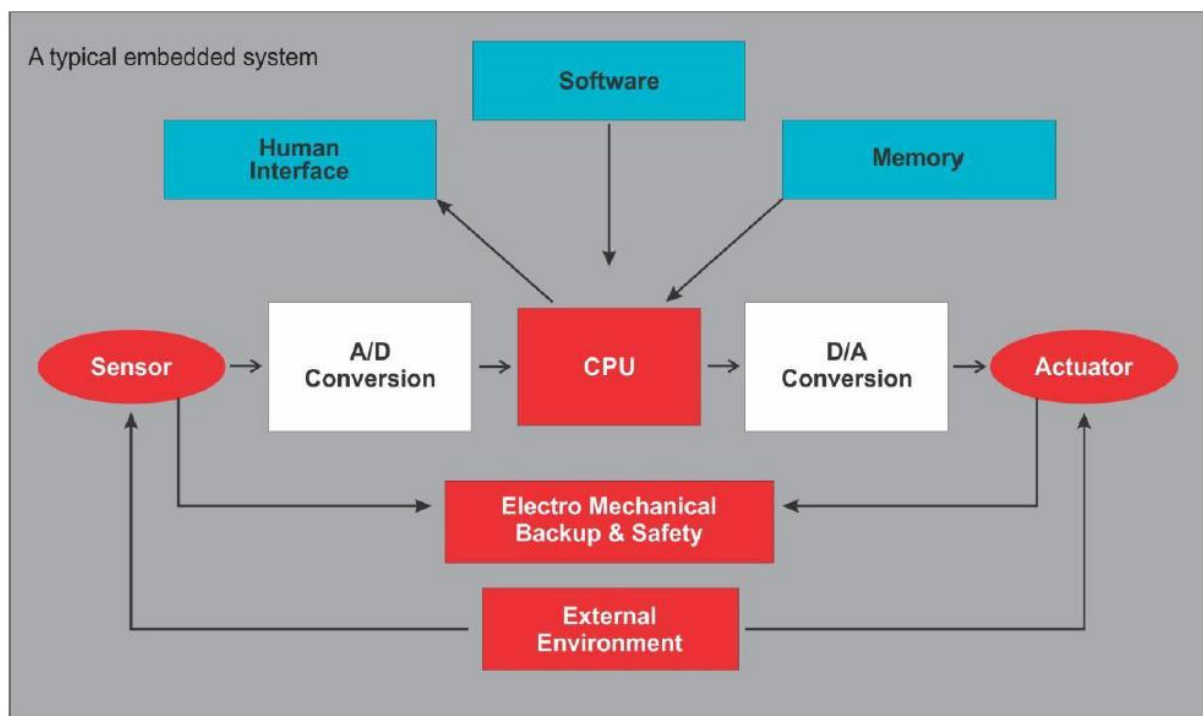 A typical embedded system
Software
Human
Interface
Memory
Sensor
A/D
Conversion
CPU
D/A
Conversion
Actuator
Electro Mechanical
Backup & Safety
External
Environment